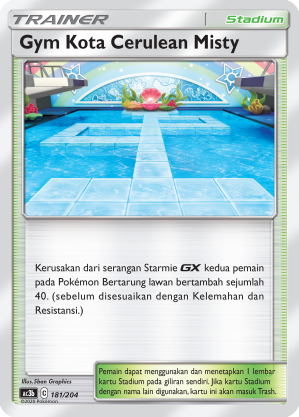 TRAINER
Stadium
Gym Kota Cerulean Misty
Kerusakan dari serangan Starmie GX kedua pemain
pada Pokémon Bertarung lawan bertambah sejumlah
40. (sebelum disesuaikan dengan Kelemahan dan
Resistansi.)
Illus.5ban Graphics
AC3b C 181/204
Pemain dapat menggunakan dan menetapkan 1 lembar
kartu Stadium pada giliran sendiri. Jika kartu Stadium
dengan nama lain digunakan, kartu ini akan masuk Trash.